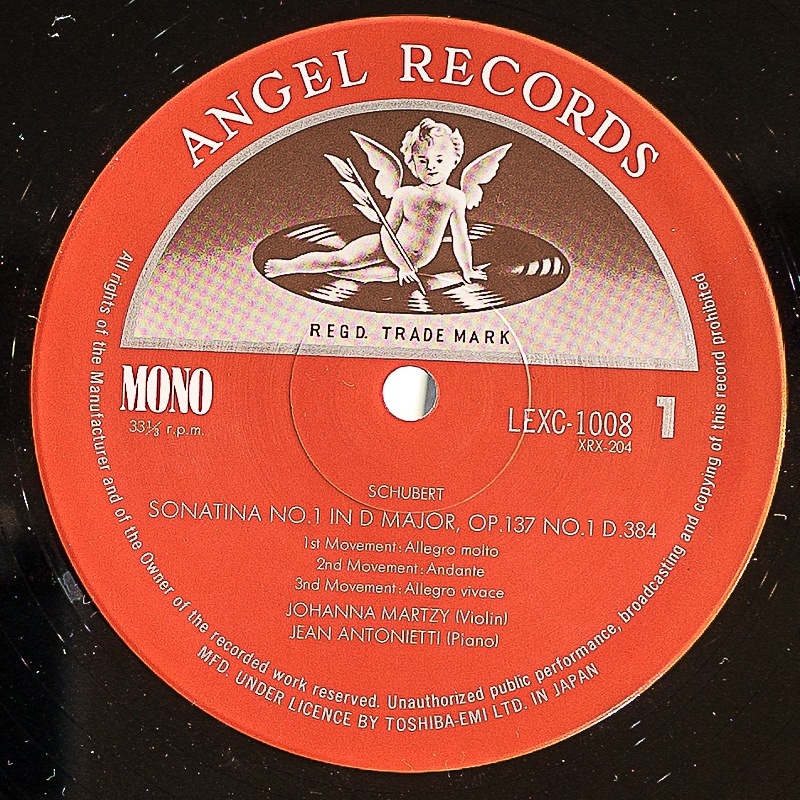 ANGEL RECORDS
REGD. TRADE MARK
MONO
33⅓ r.p.m.
LEXC-1008
XRX-204
1
SCHUBERT
SONATINA NO.1 IN D MAJOR, OP.137 NO.1 D.384
1st Movement: Allegro molto
2nd Movement: Andante
3nd Movement: Allegro vivace
JOHANNA MARTZY (Violin)
JEAN ANTONIETTI (Piano)
All rights of the Manufacturer and of the Owner of the recorded work reserved. Unauthorized public performance, broadcasting and copying of this record prohibited
MFD. UNDER LICENCE BY TOSHIBA-EMI LTD. IN JAPAN